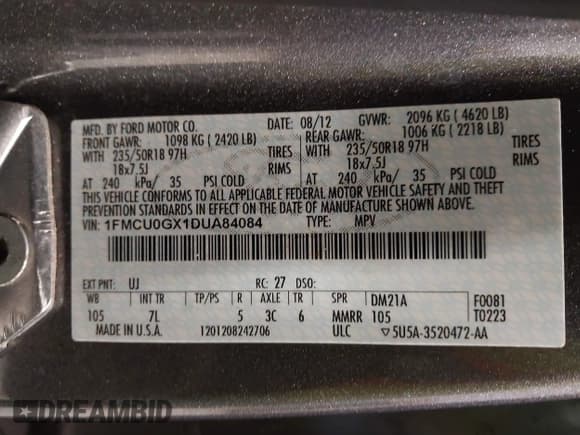 MFD. BY FORD MOTOR CO.
DATE: 08/12 GVWR: 2096 KG ( 4620 LB)
FRONT GAWR: 1098 KG ( 2420 LB) REAR GAWR: 1006 KG ( 2218 LB)
WITH 235/50R18 97H TIRES WITH 235/50R18 97H TIRES
18x7.5J RIMS 18x7.5J RIMS
AT 240 kPa/ 35 PSI COLD AT 240 kPa/ 35 PSI COLD
THIS VEHICLE CONFORMS TO ALL APPLICABLE FEDERAL MOTOR VEHICLE SAFETY AND THEFT
PREVENTION STANDARDS IN EFFECT ON THE DATE OF MANUFACTURE SHOWN ABOVE.
VIN: 1FMCU0GX1DUA84084 TYPE: MPV
EXT PNT: UJ RC: 27 DSO:
WB INT TR TP/PS R AXLE TR SPR DM21A F0081
105 7L 5 3C 6 MMRR 105 T0223
MADE IN U.S.A. 1201208242706 ULC ▽5U5A-3520472-AA
DREAMBID